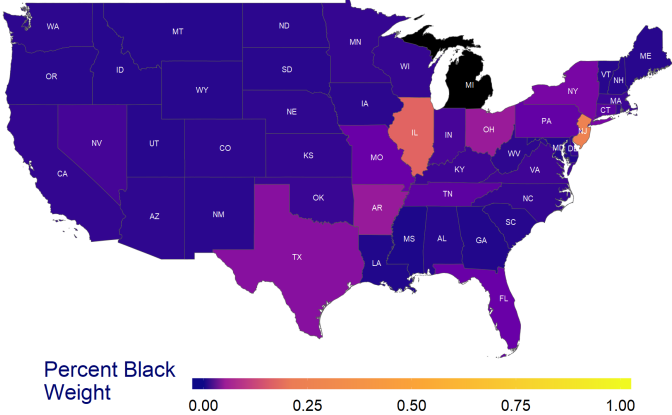 WA
MT
ND
MN
ME
OR
ID
SD
WI
VT
NH
WY
MI
NY
MA
CT
IA
NE
PA
NJ
NV
UT
IL
IN
OH
MD
DE
CO
WV
CA
KS
MO
KY
VA
TN
NC
OK
AZ
NM
AR
SC
MS
AL
GA
TX
LA
FL
Percent Black
Weight
0.00 0.25 0.50 0.75 1.00